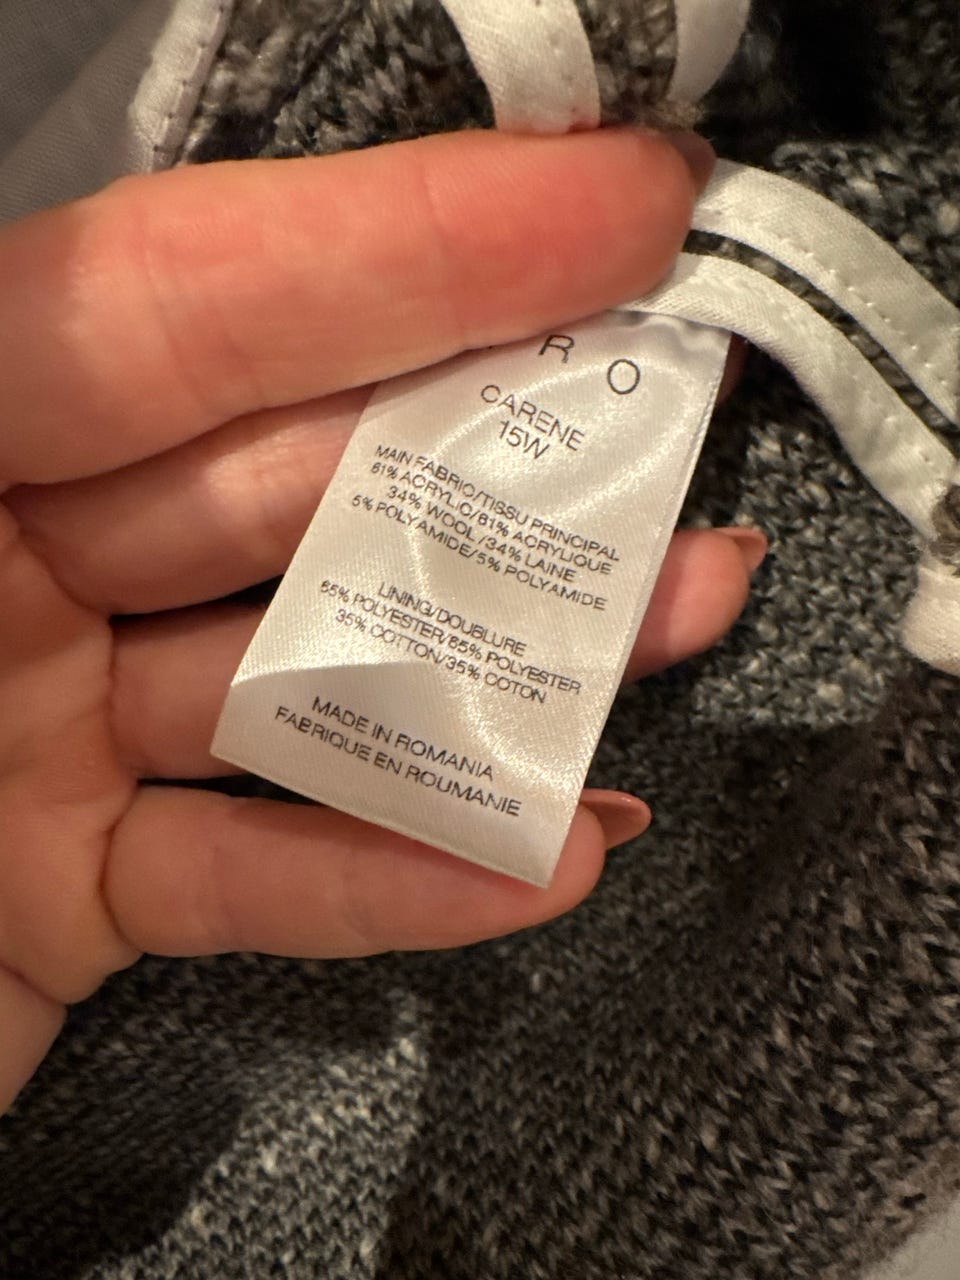 R O
CARENE
15W
MAIN FABRIC/TISSU PRINCIPAL
61% ACRYLIC/61% ACRYLIQUE
34% WOOL/34% LAINE
5% POLYAMIDE/5% POLYAMIDE
LINING/DOUBLURE
65% POLYESTER/65% POLYESTER
35% COTTON/35% COTON
MADE IN ROMANIA
FABRIQUE EN ROUMANIE